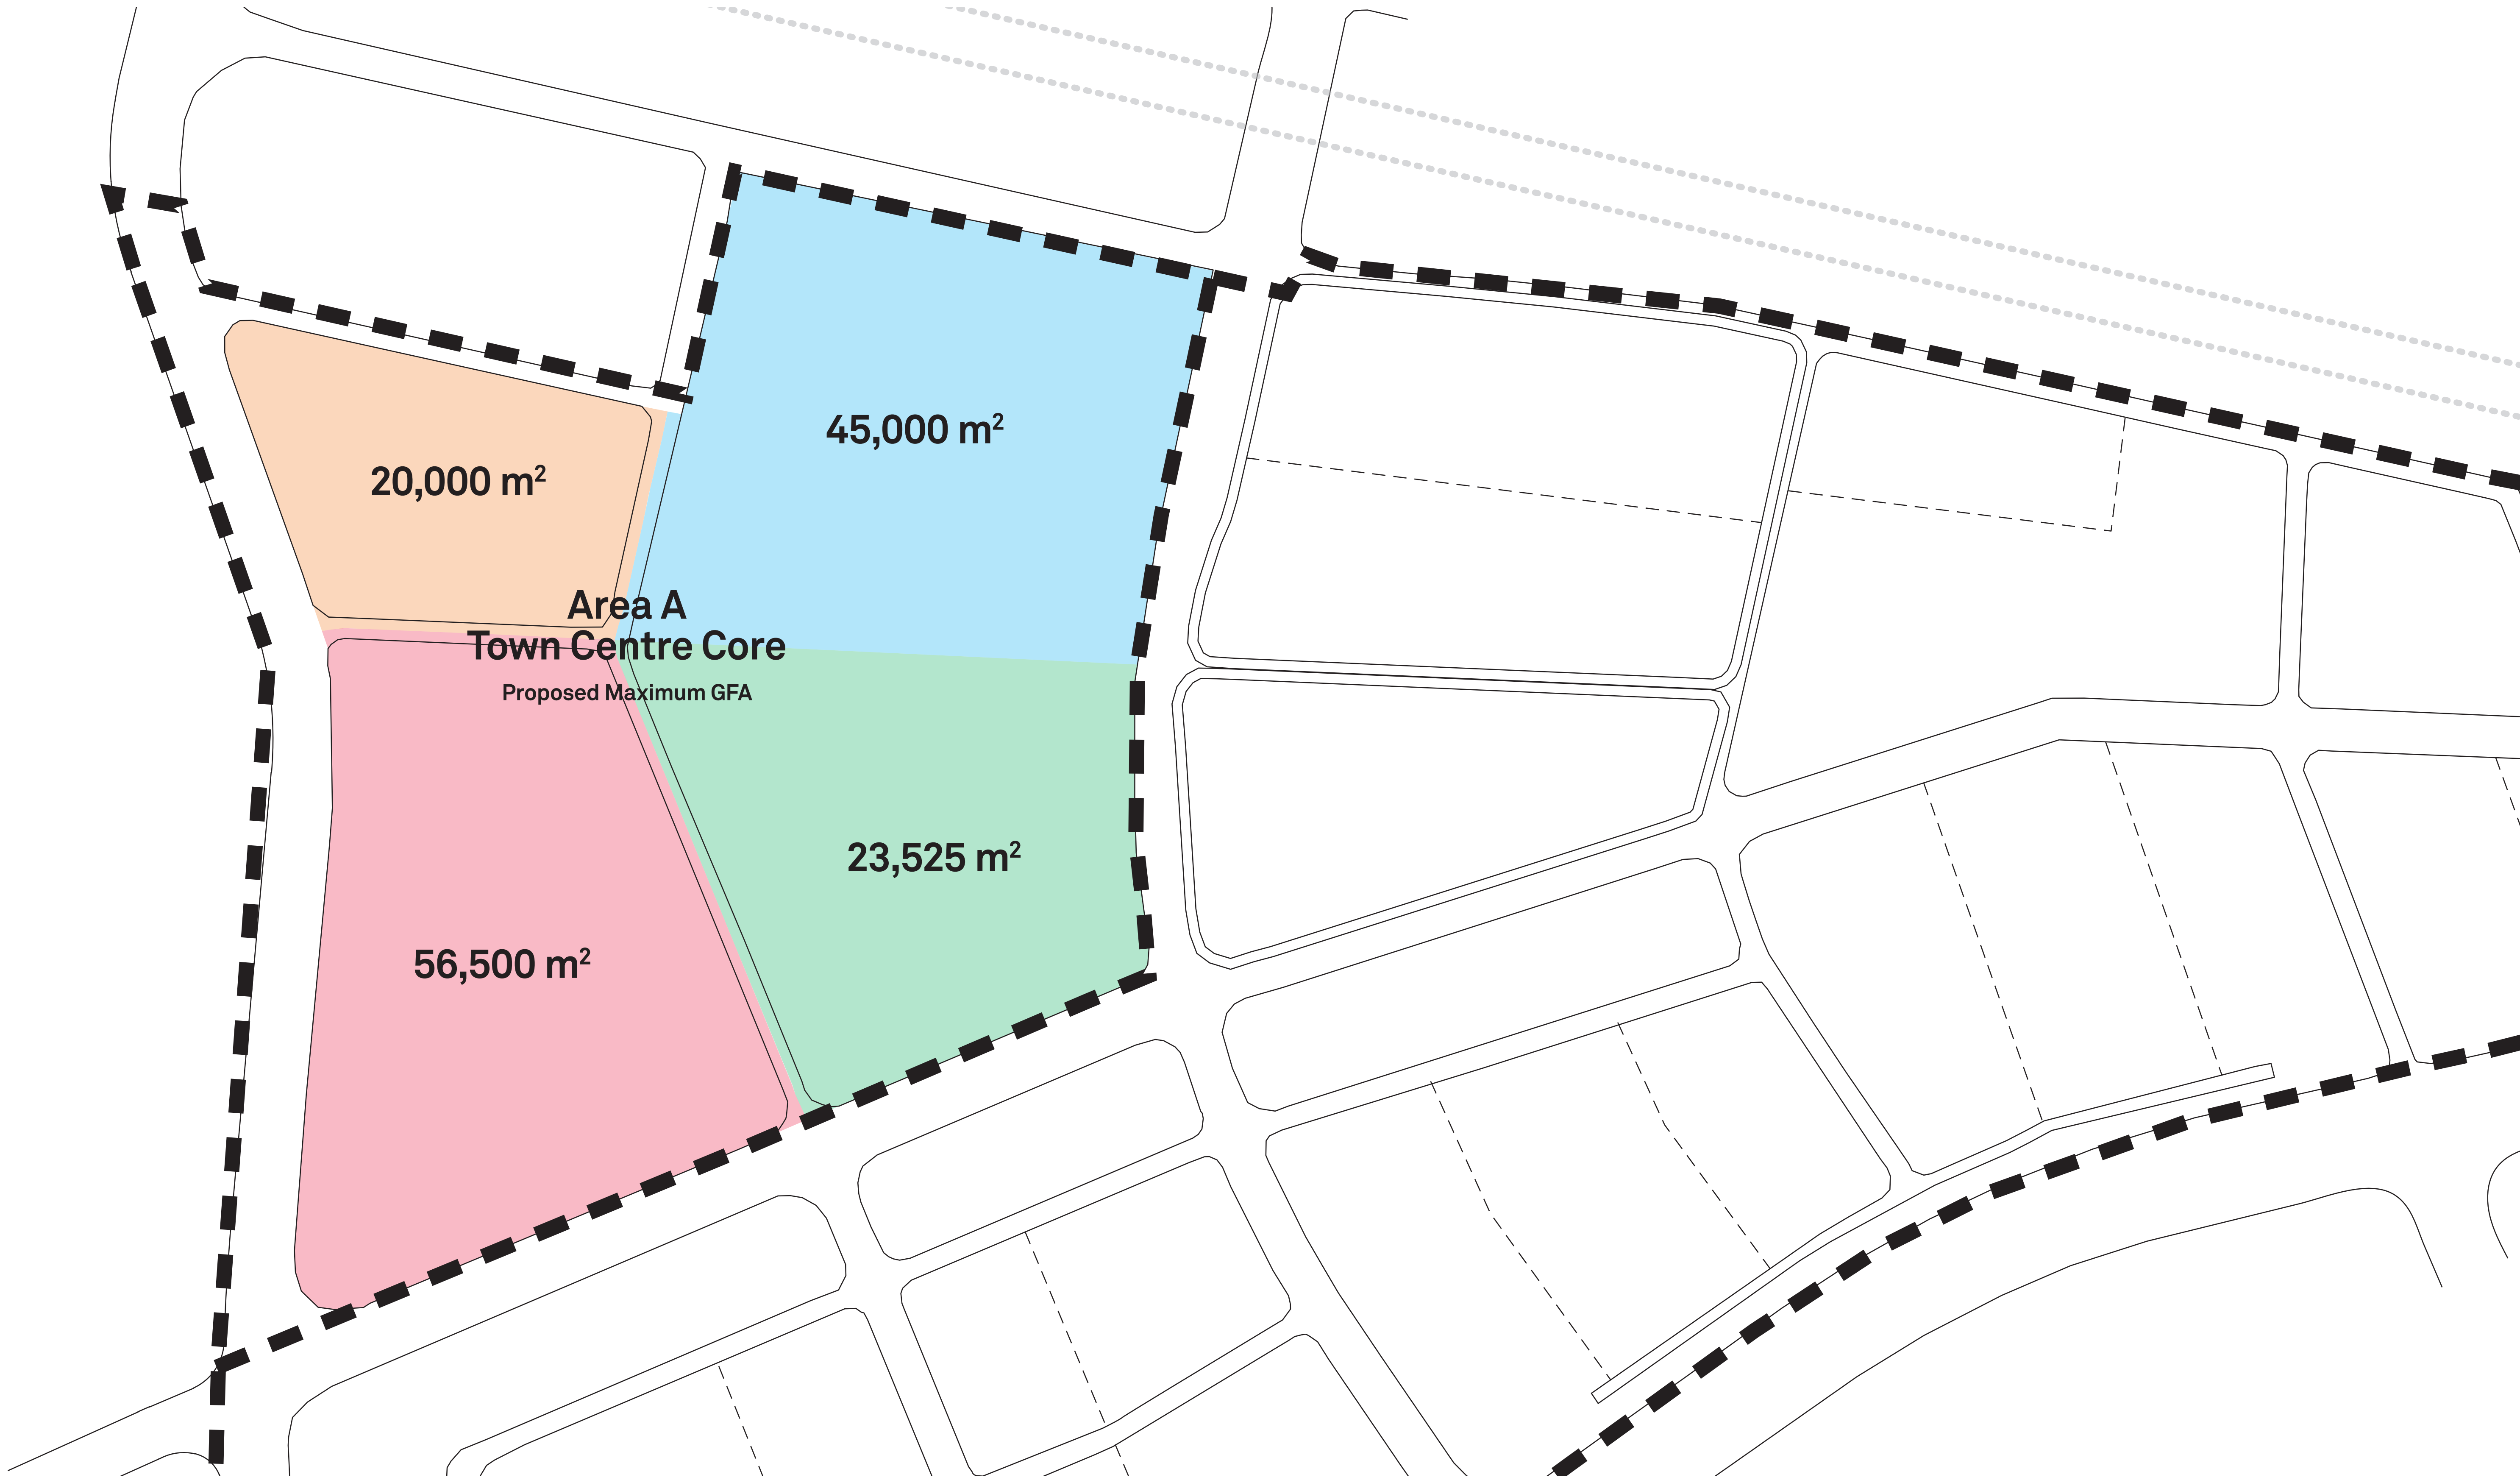 45,000 m²
20,000 m²
Area A
Town Centre Core
Proposed Maximum GFA
23,525 m²
56,500 m²